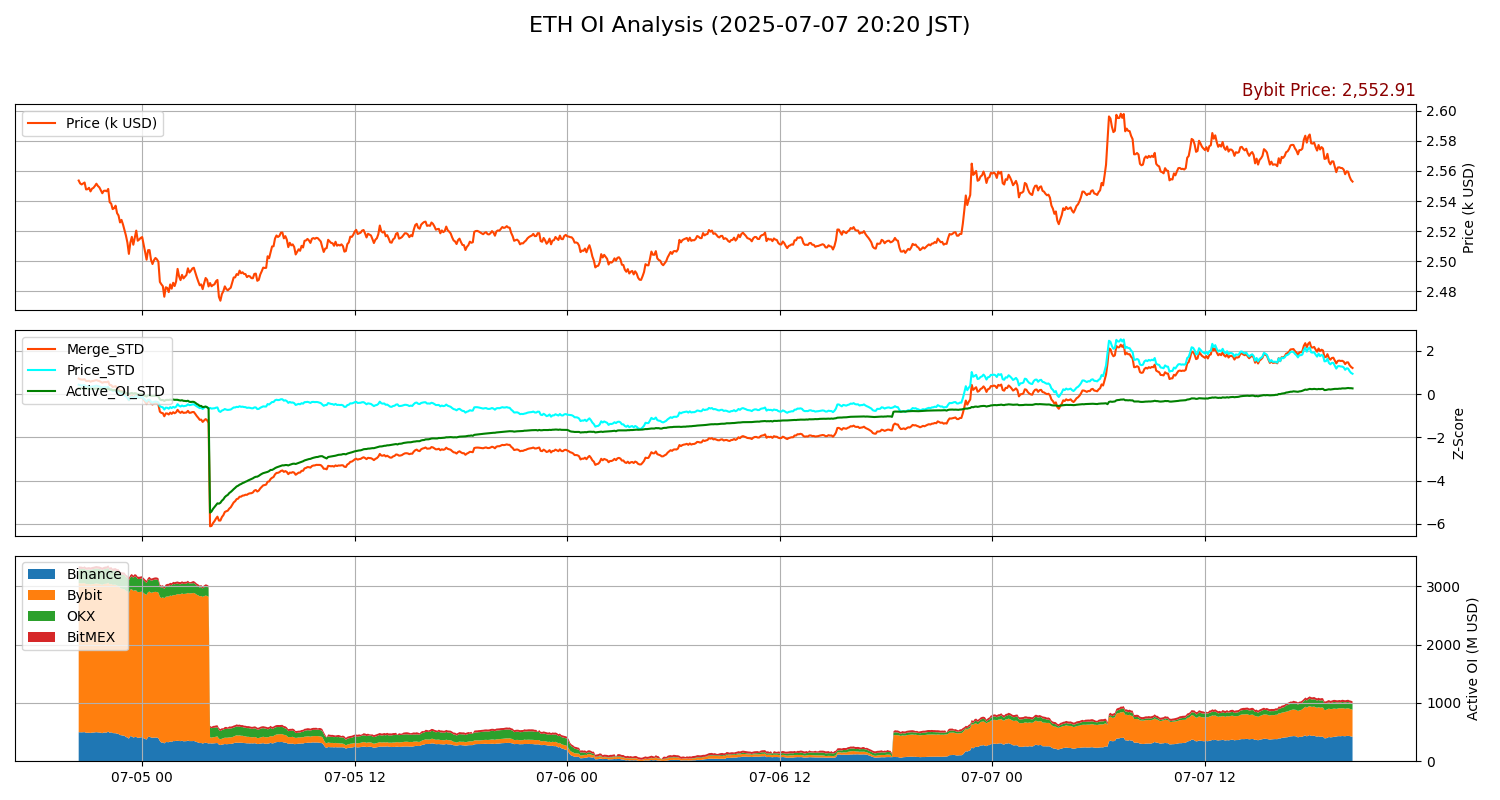 ETH OI Analysis (2025-07-07 20:20 JST)
Bybit Price: 2,552.91
Price (k USD)
2.60
2.58
2.56
2.54
2.52
2.50
2.48
Price (k USD)
Merge_STD
Price_STD
Active_OI_STD
2
0
−2
−4
−6
Z-Score
Binance
Bybit
OKX
BitMEX
3000
2000
1000
0
Active OI (M USD)
07-05 00
07-05 12
07-06 00
07-06 12
07-07 00
07-07 12